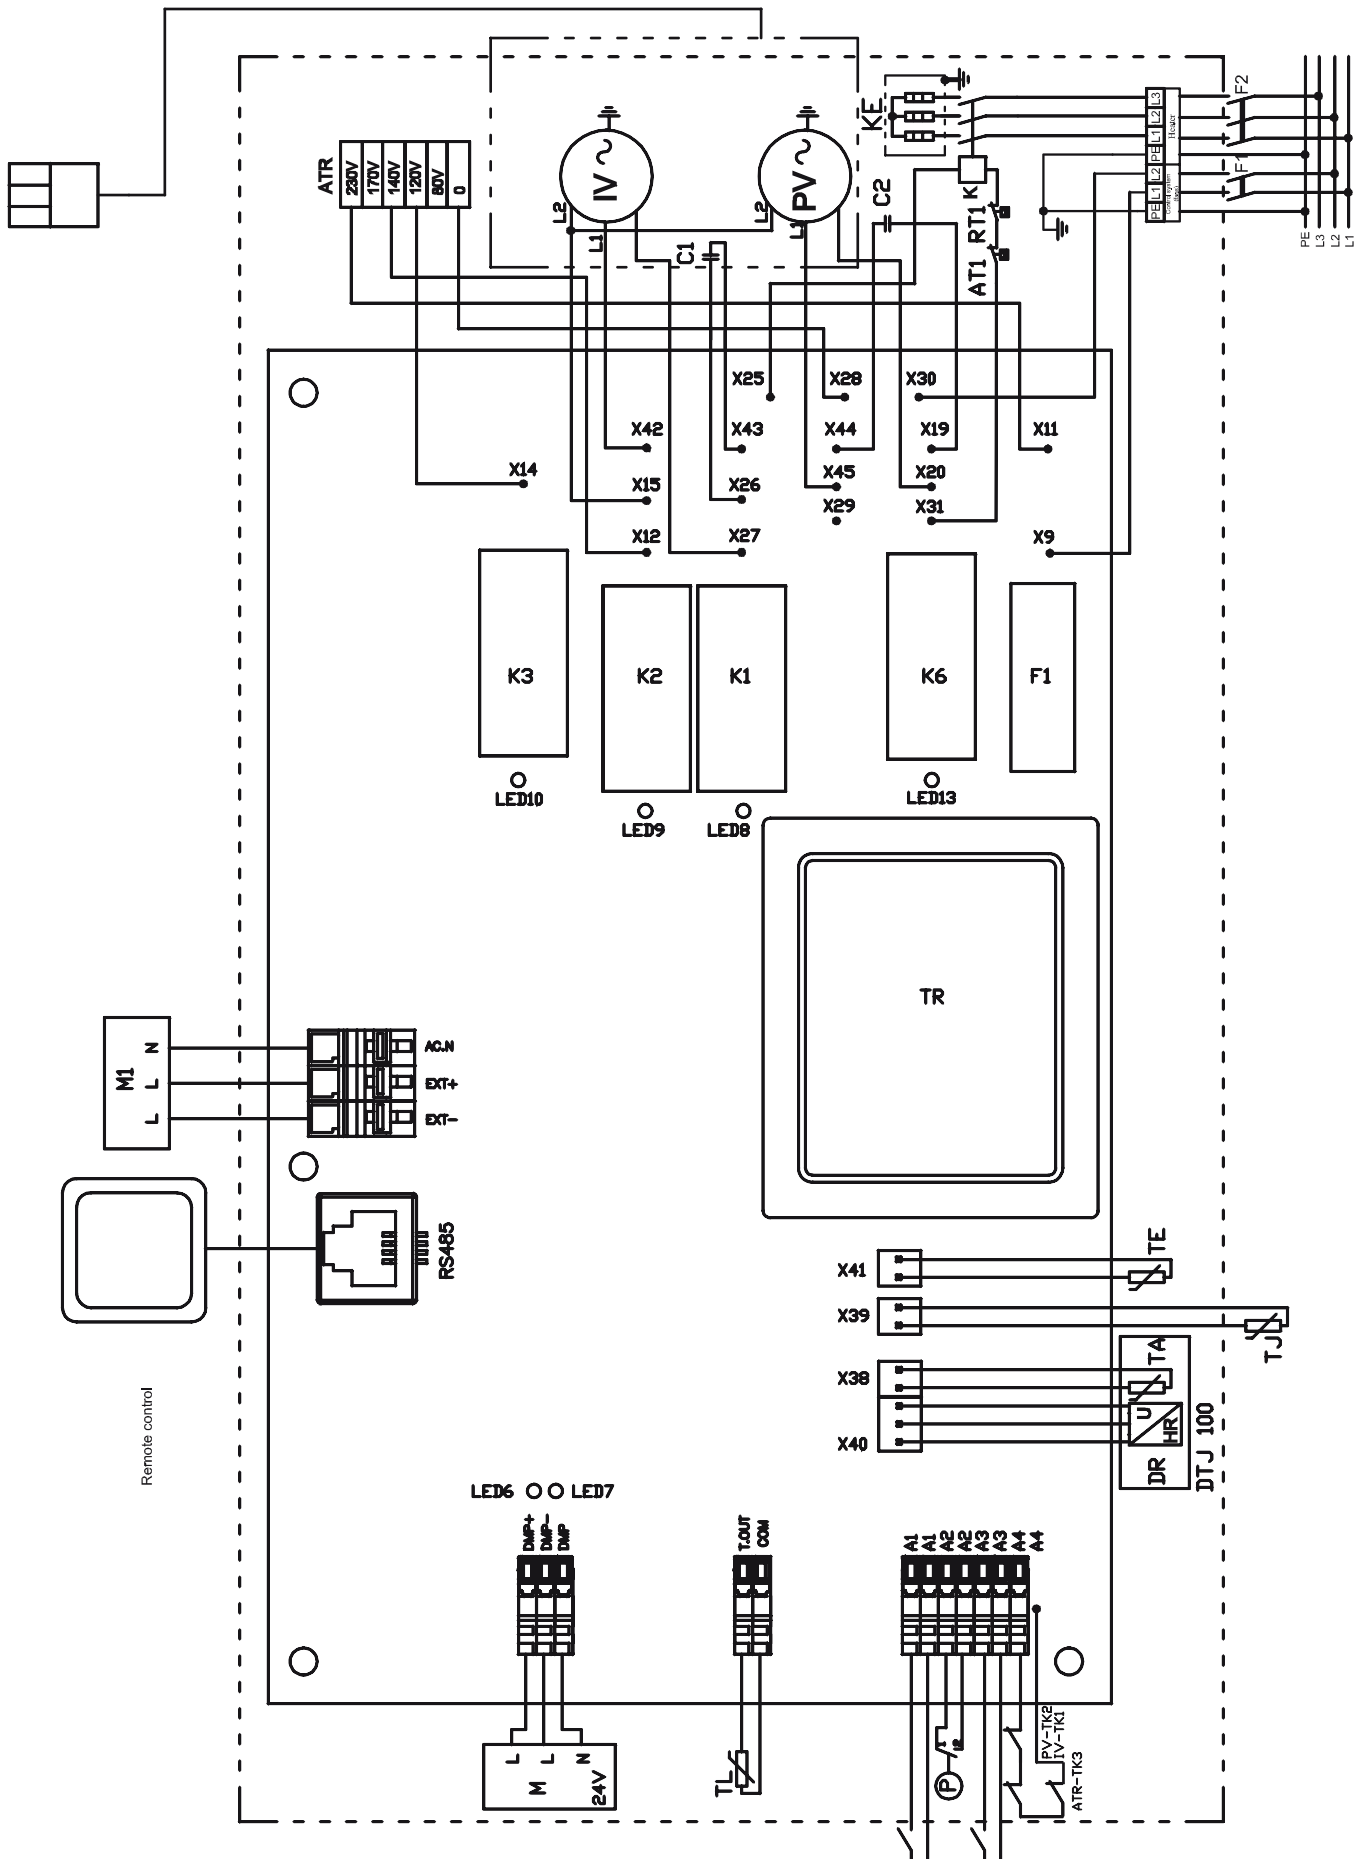 F2
F1
KE
L3
L2
L1
PE
Heater
L2
L1
PE
Control system
PE
L3
L2
L1
ATR
230V
170V
140V
120V
80V
0
IV
L2
L1
PV
L2
L1
C1
C2
K
RT1
AT1
X25
X28
X30
X42
X43
X44
X19
X11
X14
X15
X26
X45
X20
X29
X31
X12
X27
X9
K3
K2
K1
K6
F1
LED10
LED9
LED8
LED13
TR
M1
N
L
L
AC.N
EXT+
EXT-
RS485
Remote control
X41
TE
X39
TJ
X38
TA
X40
U
HR
DR
DTJ 100
LED6
LED7
DMP+
DMP-
DMP
T.OUT
COM
A1
A1
A2
A2
A3
A3
A4
A4
L
L
N
M
24V
TL
P
1
12
PV-TK2
IV-TK1
ATR-TK3